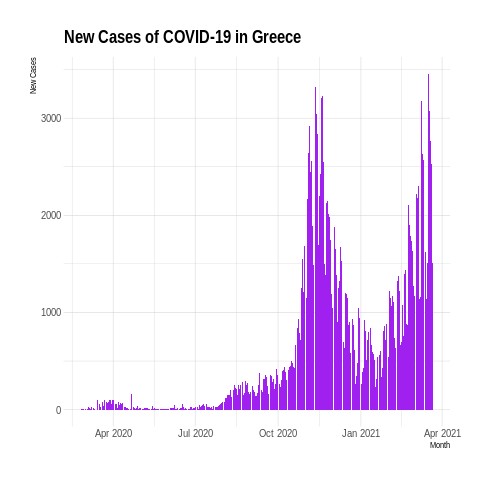 New Cases of COVID-19 in Greece
New Cases
3000
2000
1000
0
Apr 2020 Jul 2020 Oct 2020 Jan 2021 Apr 2021
Month